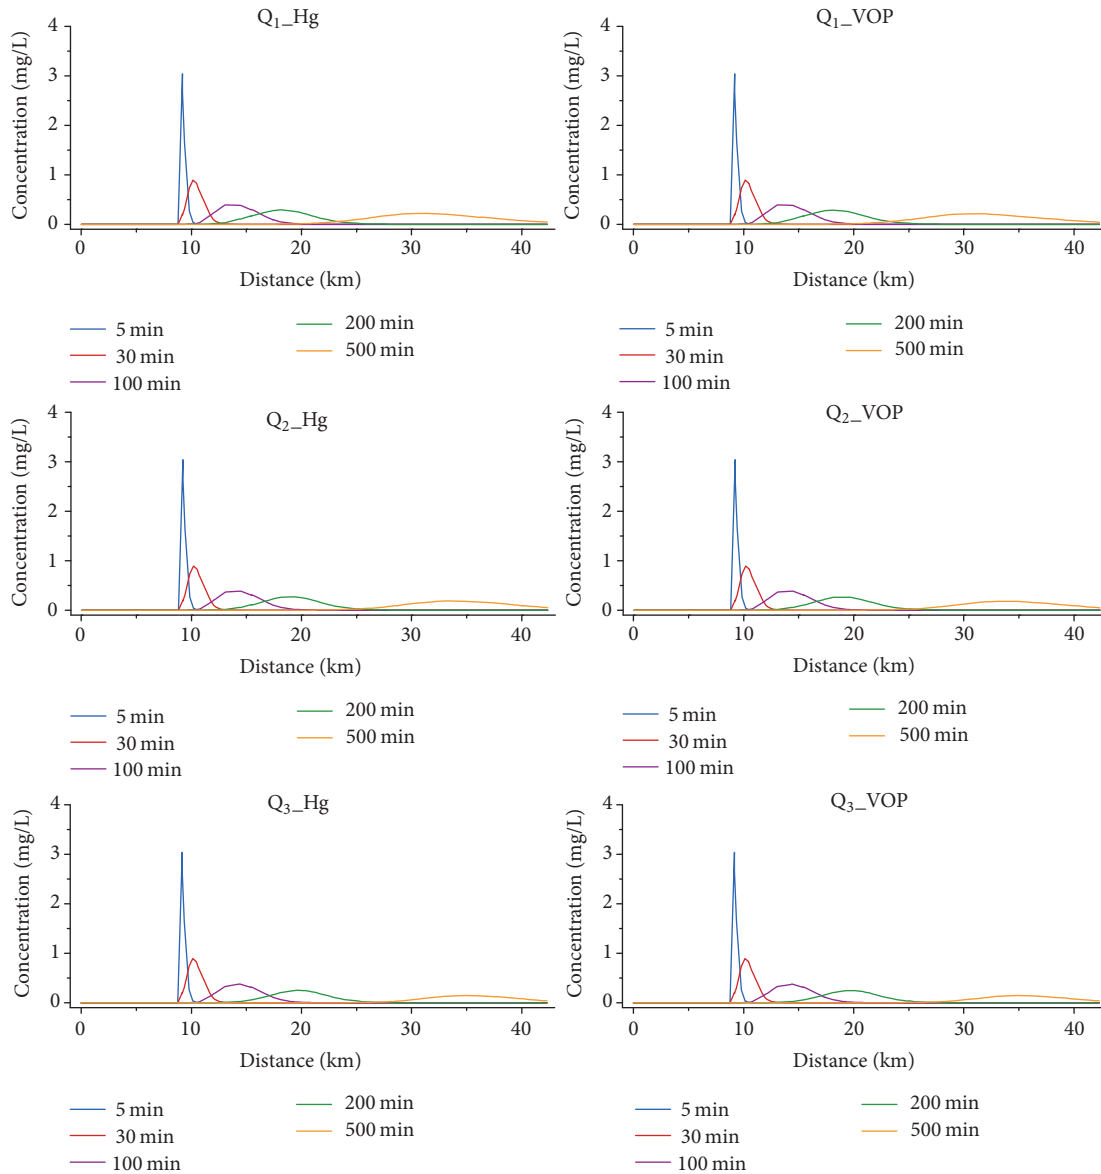 Q1_Hg
Concentration (mg/L)
4
3
2
1
0
0 10 20 30 40
Distance (km)
5 min
30 min
100 min
200 min
500 min
Q1_VOP
Concentration (mg/L)
4
3
2
1
0
0 10 20 30 40
Distance (km)
5 min
30 min
100 min
200 min
500 min
Q2_Hg
Concentration (mg/L)
4
3
2
1
0
0 10 20 30 40
Distance (km)
5 min
30 min
100 min
200 min
500 min
Q2_VOP
Concentration (mg/L)
4
3
2
1
0
0 10 20 30 40
Distance (km)
5 min
30 min
100 min
200 min
500 min
Q3_Hg
Concentration (mg/L)
4
3
2
1
0
0 10 20 30 40
Distance (km)
5 min
30 min
100 min
200 min
500 min
Q3_VOP
Concentration (mg/L)
4
3
2
1
0
0 10 20 30 40
Distance (km)
5 min
30 min
100 min
200 min
500 min